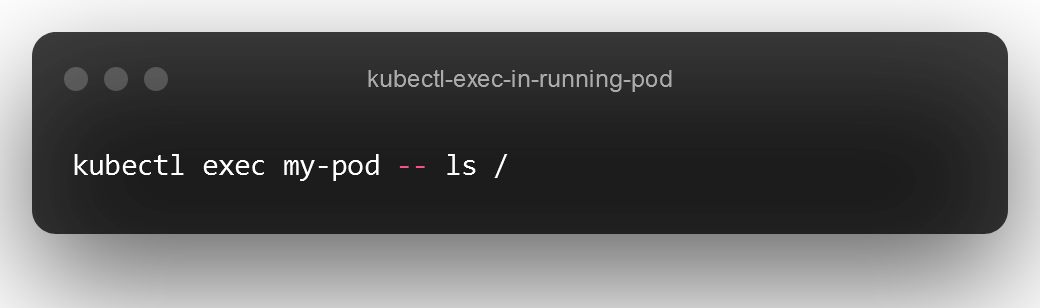 kubectl-exec-in-running-pod
kubectl exec my-pod -- ls /